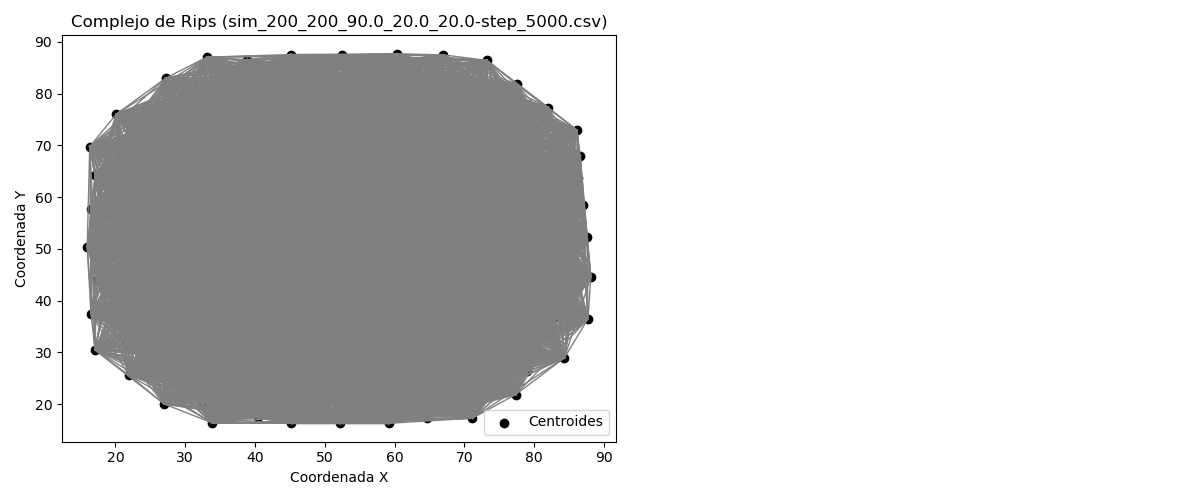 Complejo de Rips (sim_200_200_90.0_20.0_20.0-step_5000.csv)
90
80
70
60
50
40
30
20
Coordenada Y
Centroides
20 30 40 50 60 70 80 90
Coordenada X